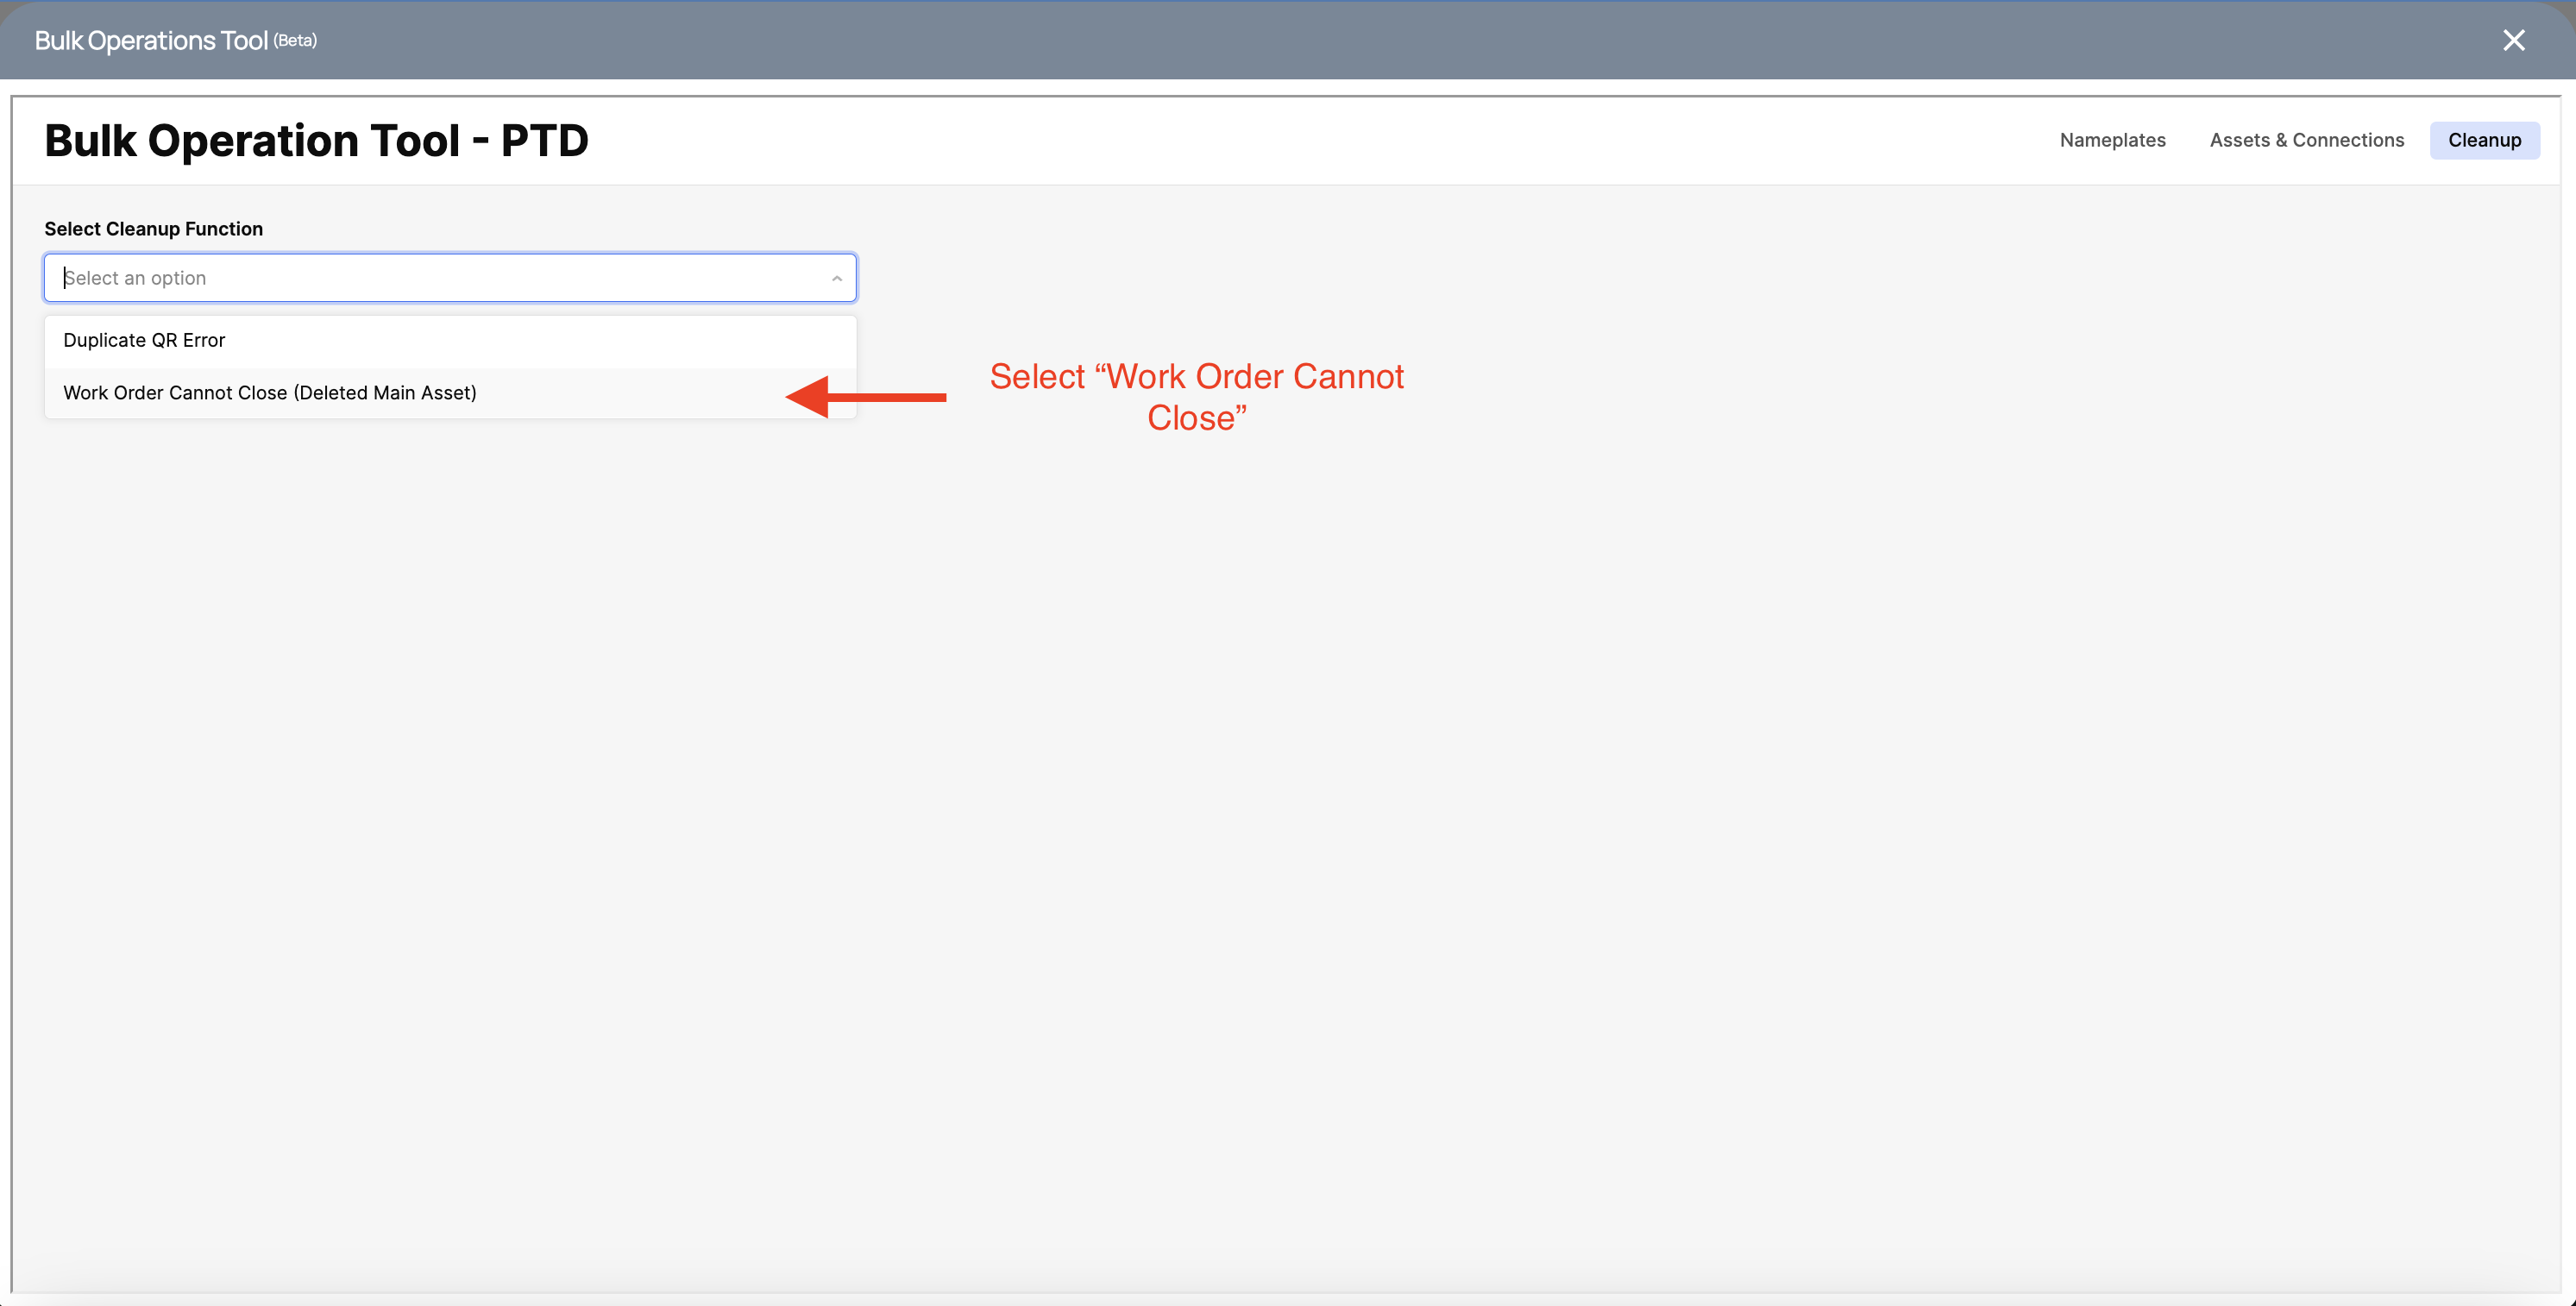 Bulk Operations Tool (Beta)
Bulk Operation Tool - PTD
Nameplates
Assets & Connections
Cleanup
Select Cleanup Function
Select an option
Duplicate QR Error
Work Order Cannot Close (Deleted Main Asset)
Select “Work Order Cannot
Close”